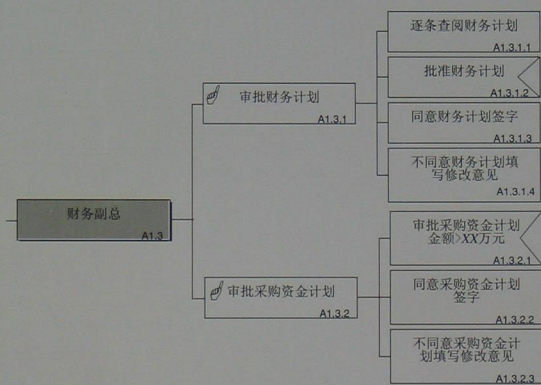 逐条查阅财务计划
A1.3.1.1
批准财务计划
A1.3.1.2
审批财务计划
A1.3.1
同意财务计划签字
A1.3.1.3
不同意财务计划填
写修改意见
A1.3.1.4
财务副总
A1.3
审批采购资金计划
金额>XX万元
A1.3.2.1
审批采购资金计划
A1.3.2
同意采购资金计划
签字
A1.3.2.2
不同意采购资金计
划填写修改意见
A1.3.2.3